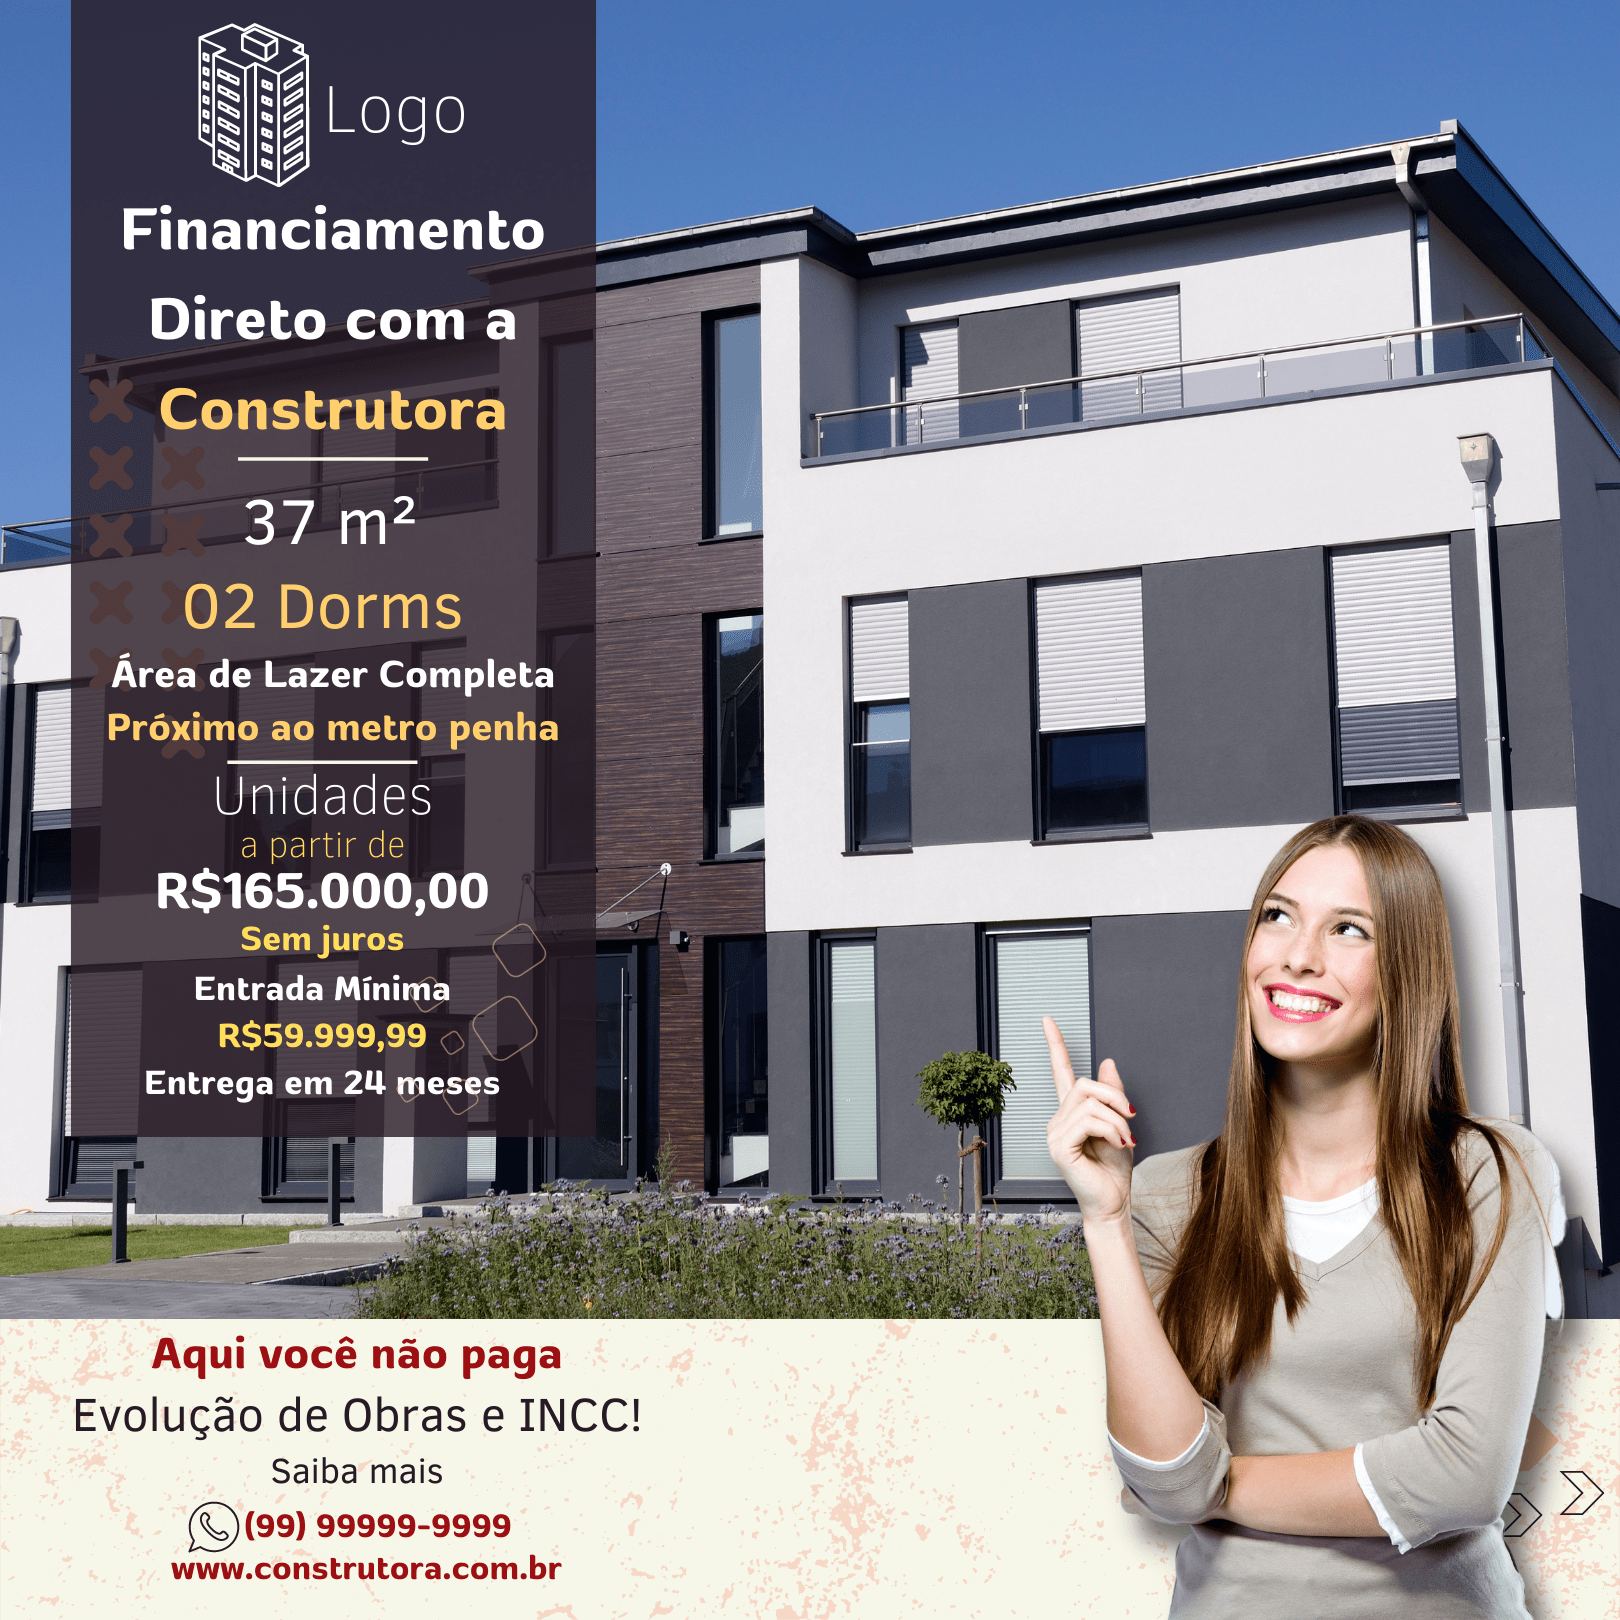 Logo
Financiamento
Direto com a
Construtora
37 m²
02 Dorms
Área de Lazer Completa
Próximo ao metro penha
Unidades
a partir de
R$165.000,00
Sem juros
Entrada Mínima
R$59.999,99
Entrega em 24 meses
Aqui você não paga
Evolução de Obras e INCC!
Saiba mais
(99) 99999-9999
www.construtora.com.br